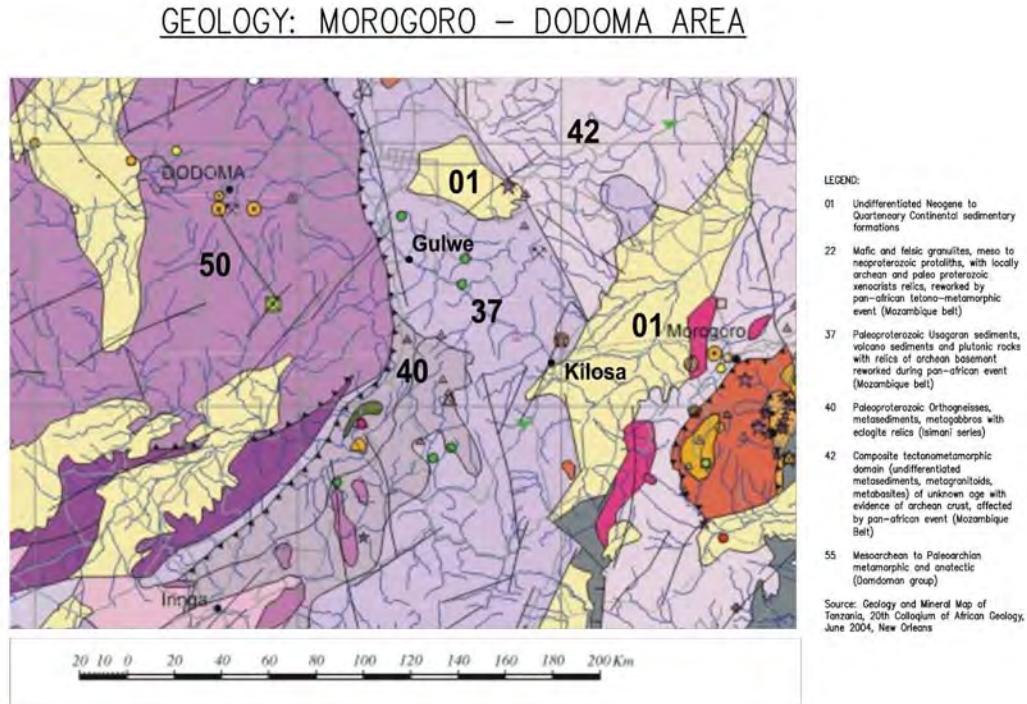 GEOLOGY: MOROGORO – DODOMA AREA
42
DODOMA
01
Gulwe
50
37
01
Morogoro
40
Kilosa
Iringa
20 10 0 20 40 60 80 100 120 140 160 180 200 Km
LEGEND:
01 Undifferentiated Neogene to
Quarteneary Continental sedimentary
formations
22 Mafic and felsic granulites, meso to
neoproterozoic protoliths, with locally
archean and paleo proterozoic
xenocrists relics, reworked by
pan-african tetono-metamorphic
event (Mozambique belt)
37 Paleoproterozoic Usagaran sediments,
volcano sediments and plutonic rocks
with relics of archean basement
reworked during pan-african event
(Mozambique belt)
40 Paleoproterozoic Orthogneisses,
metasediments, metagabbros with
eclogite relics (Isimani series)
42 Composite tectonometamorphic
domain (undifferentiated
metasediments, metagranitoids,
metabasites) of unknown age with
evidence of archean crust, affected
by pan-african event (Mozambique
Belt)
55 Mesoarchean to Paleoarchian
metamorphic and anatectic
(Domdoman group)
Source: Geology and Mineral Map of
Tanzania, 20th Colloqium of African Geology,
June 2004, New Orleans